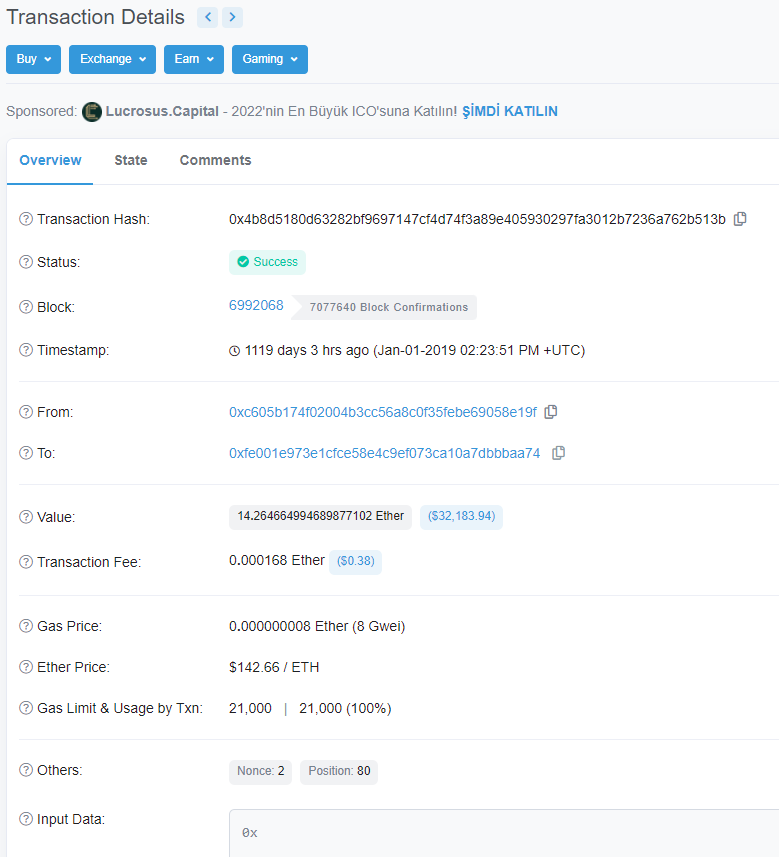 Transaction Details
Buy Exchange Earn Gaming
Sponsored: Lucrosus.Capital - 2022'nin En Büyük ICO'suna Katılın! ŞİMDİ KATILIN
Overview State Comments
Transaction Hash: 0x4b8d5180d63282bf9697147cf4d74f3a89e405930297fa3012b7236a762b513b
Status: Success
Block: 6992068 7077640 Block Confirmations
Timestamp: 1119 days 3 hrs ago (Jan-01-2019 02:23:51 PM +UTC)
From: 0xc605b174f02004b3cc56a8c0f35febe69058e19f
To: 0xfe001e973e1cfce58e4c9ef073ca10a7dbbbaa74
Value: 14.264664994689877102 Ether ($32,183.94)
Transaction Fee: 0.000168 Ether ($0.38)
Gas Price: 0.000000008 Ether (8 Gwei)
Ether Price: $142.66 / ETH
Gas Limit & Usage by Txn: 21,000 | 21,000 (100%)
Others: Nonce: 2 Position: 80
Input Data: 0x